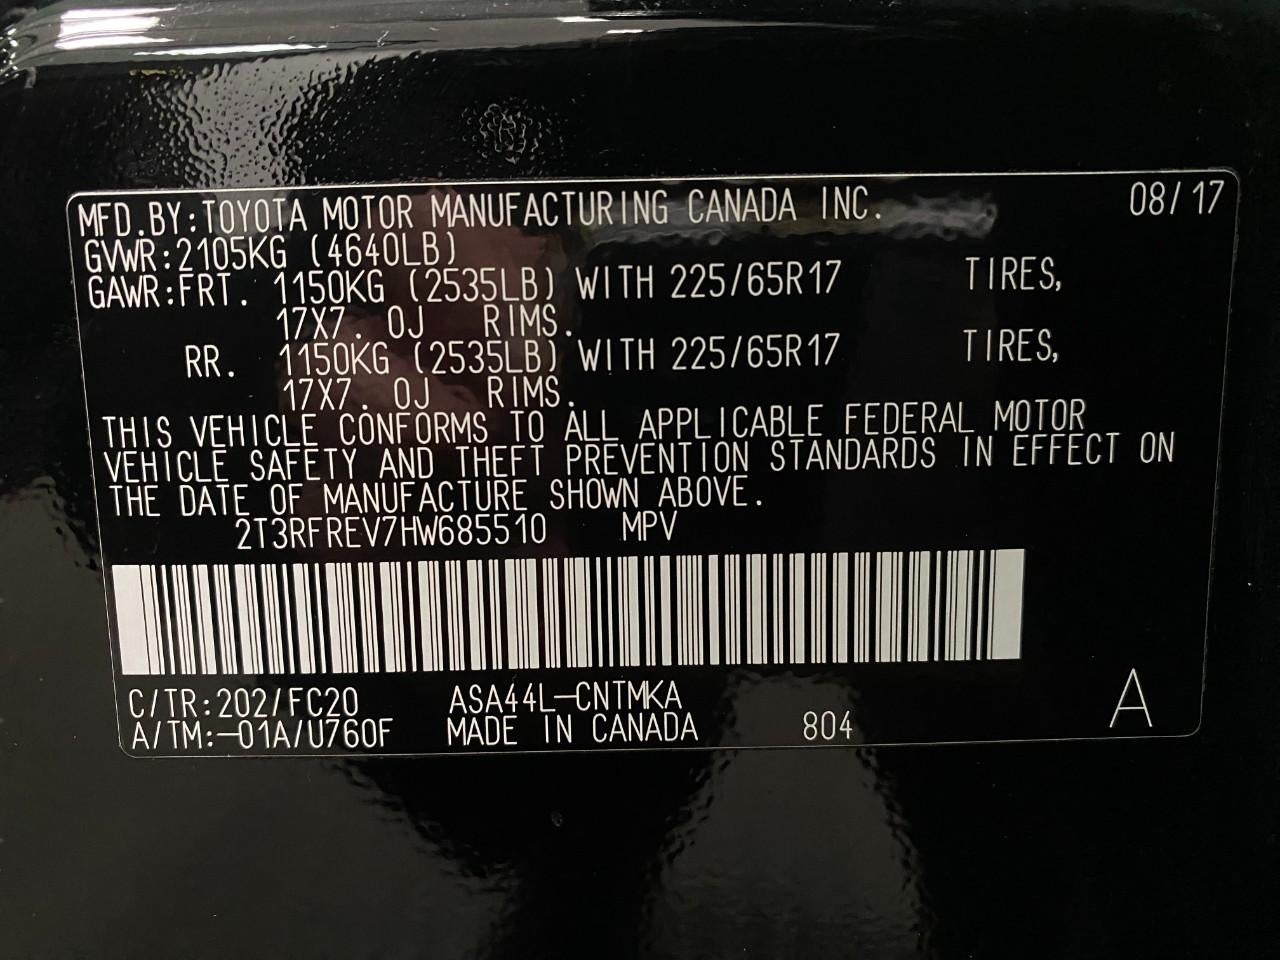 MFD.BY:TOYOTA MOTOR MANUFACTURING CANADA INC. 08/17
GVWR:2105KG (4640LB)
GAWR:FRT. 1150KG (2535LB) WITH 225/65R17 TIRES,
17X7. 0J RIMS.
RR. 1150KG (2535LB) WITH 225/65R17 TIRES,
17X7. 0J RIMS.
THIS VEHICLE CONFORMS TO ALL APPLICABLE FEDERAL MOTOR
VEHICLE SAFETY AND THEFT PREVENTION STANDARDS IN EFFECT ON
THE DATE OF MANUFACTURE SHOWN ABOVE.
2T3RFREV7HW685510 MPV
C/TR:202/FC20 ASA44L-CNTMKA
A/TM:-01A/U760F MADE IN CANADA 804 A